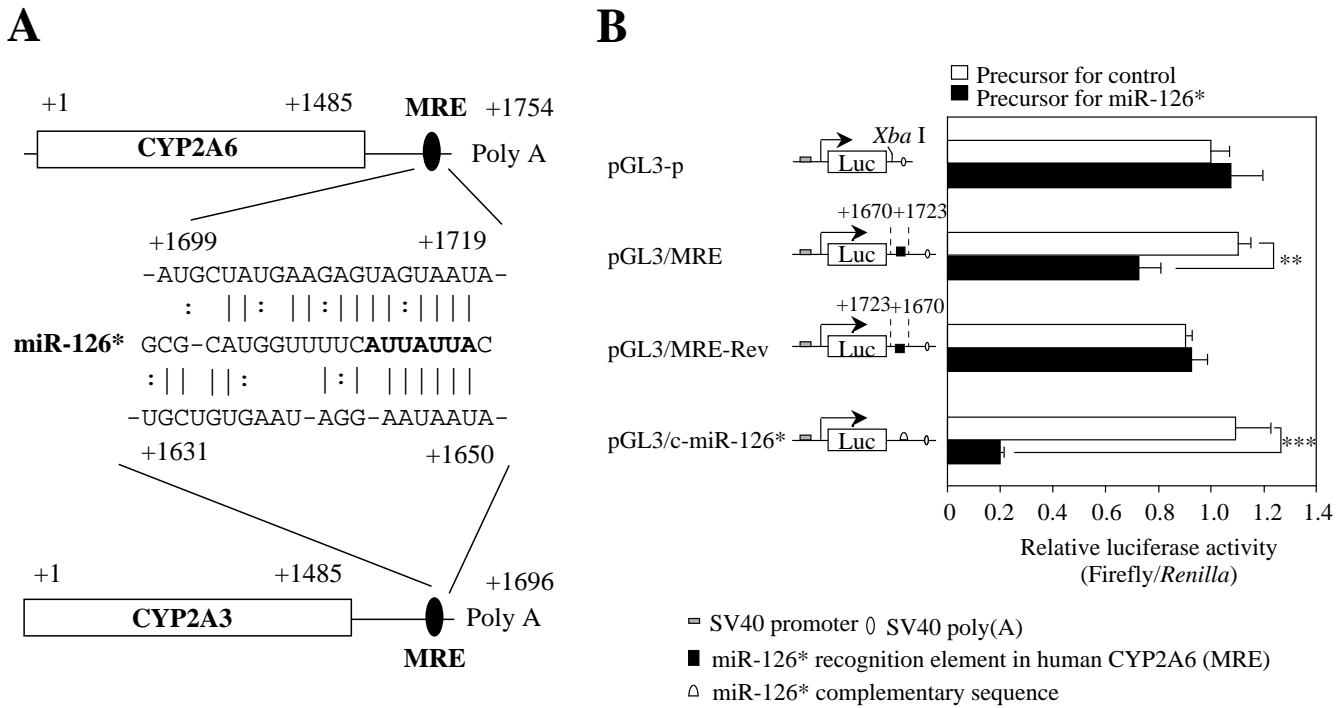 A
+1
+1485
MRE
+1754
CYP2A6
Poly A
+1699
+1719
-AUGCUAUGAAGAGUAGUAAUA-
: ||: ||:|||:||||
miR-126* GCG-CAUGGUUUUCAUUAUUAC
:|| ||: |:| ||||||
-UGCUGUGAAU-AGG-AAUAAUA-
+1631
+1650
+1
+1485
+1696
CYP2A3
Poly A
MRE
B
Precursor for control
Precursor for miR-126*
pGL3-p
Luc
Xba I
pGL3/MRE
+1670 +1723
Luc
**
pGL3/MRE-Rev
+1723 +1670
Luc
pGL3/c-miR-126*
Luc
***
0 0.2 0.4 0.6 0.8 1.0 1.2 1.4
Relative luciferase activity
(Firefly/Renilla)
SV40 promoter
SV40 poly(A)
miR-126* recognition element in human CYP2A6 (MRE)
miR-126* complementary sequence